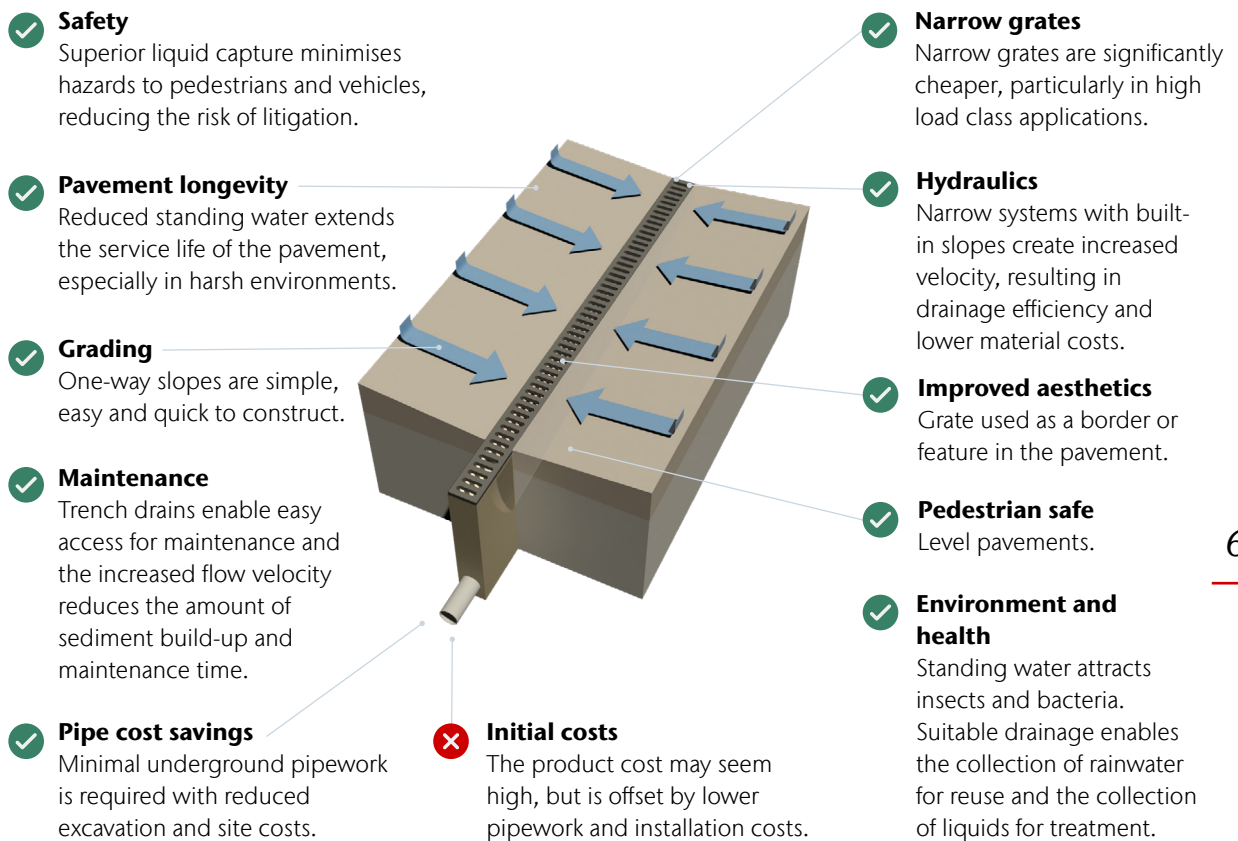 Safety
Superior liquid capture minimises
hazards to pedestrians and vehicles,
reducing the risk of litigation.
Pavement longevity
Reduced standing water extends
the service life of the pavement,
especially in harsh environments.
Grading
One-way slopes are simple,
easy and quick to construct.
Maintenance
Trench drains enable easy
access for maintenance and
the increased flow velocity
reduces the amount of
sediment build-up and
maintenance time.
Pipe cost savings
Minimal underground pipework
is required with reduced
excavation and site costs.
Initial costs
The product cost may seem
high, but is offset by lower
pipework and installation costs.
Narrow grates
Narrow grates are significantly
cheaper, particularly in high
load class applications.
Hydraulics
Narrow systems with built-
in slopes create increased
velocity, resulting in
drainage efficiency and
lower material costs.
Improved aesthetics
Grate used as a border or
feature in the pavement.
Pedestrian safe
Level pavements.
Environment and
health
Standing water attracts
insects and bacteria.
Suitable drainage enables
the collection of rainwater
for reuse and the collection
of liquids for treatment.